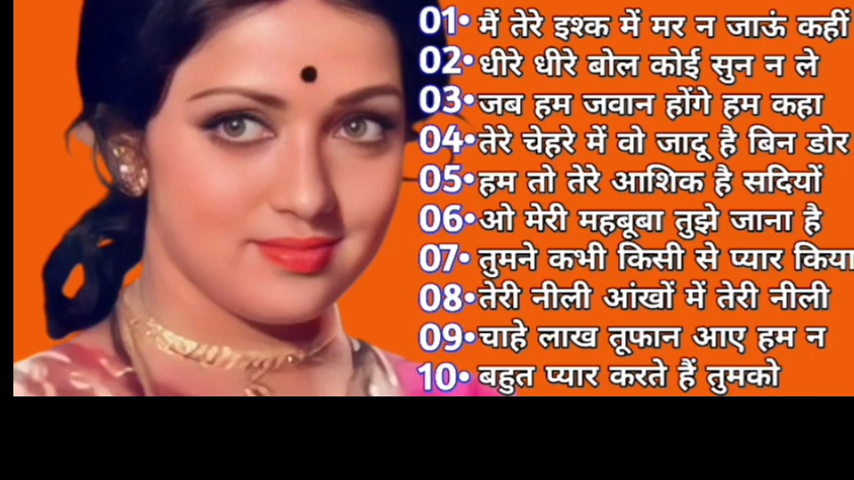 01• मैं तेरे इश्क में मर न जाऊं कहीं
02• धीरे धीरे बोल कोई सुन न ले
03• जब हम जवान होंगे हम कहा
04• तेरे चेहरे में वो जादू है बिन डोर
05• हम तो तेरे आशिक है सदियों
06• ओ मेरी महबूबा तुझे जाना है
07• तुमने कभी किसी से प्यार किया
08• तेरी नीली आंखों में तेरी नीली
09• चाहे लाख तूफान आए हम न
10• बहुत प्यार करते हैं तुमको